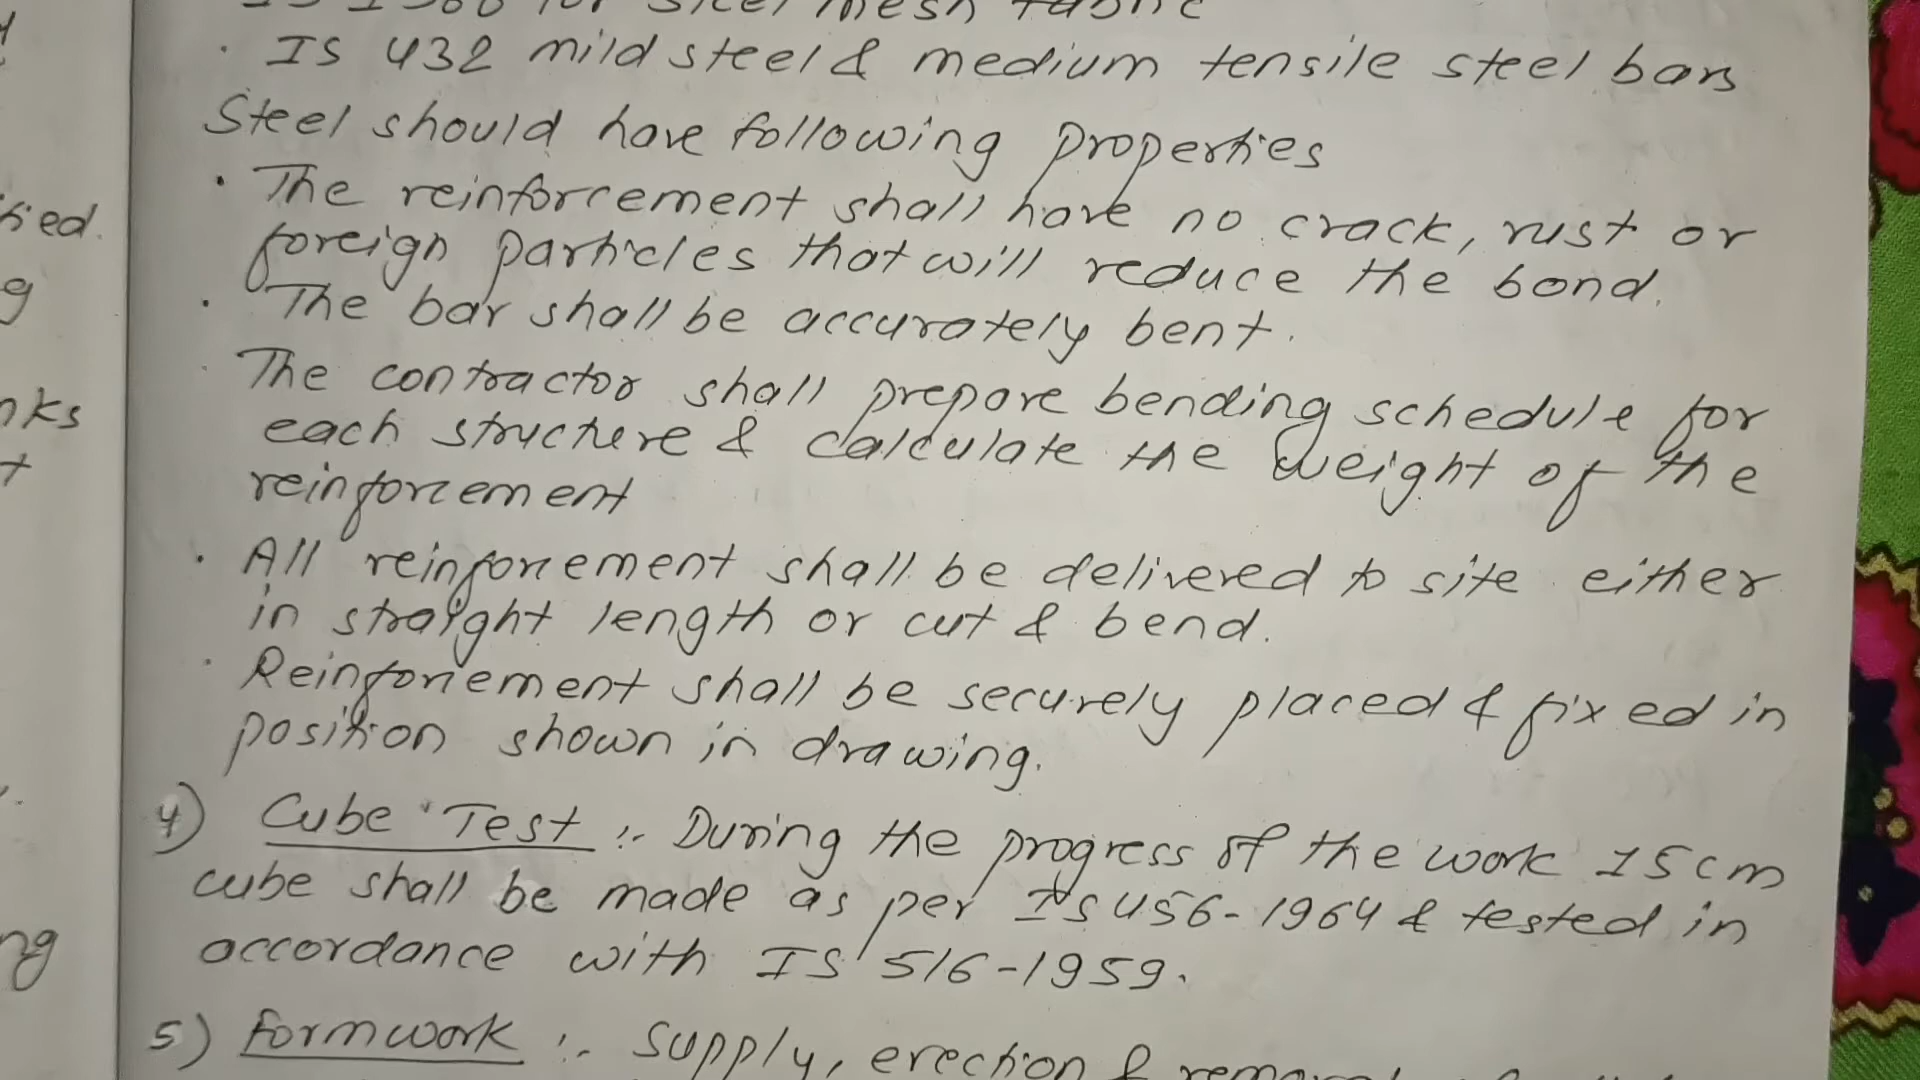 for steel mesh fabric
· IS 432 mild steel & medium tensile steel bars
Steel should have following properties
· The reinforcement shall have no crack, rust or
foreign particles that will reduce the bond.
· The bar shall be accurately bent.
· The contractor shall prepare bending schedule for
each structure & calculate the weight of the
reinforcement
· All reinforcement shall be delivered to site either
in straight length or cut & bend.
· Reinforcement shall be securely placed & fixed in
position shown in drawing.
4) Cube Test :- During the progress of the work 15cm
cube shall be made as per IS 456-1964 & tested in
accordance with IS 516-1959.
5) Formwork :- Supply, erection &